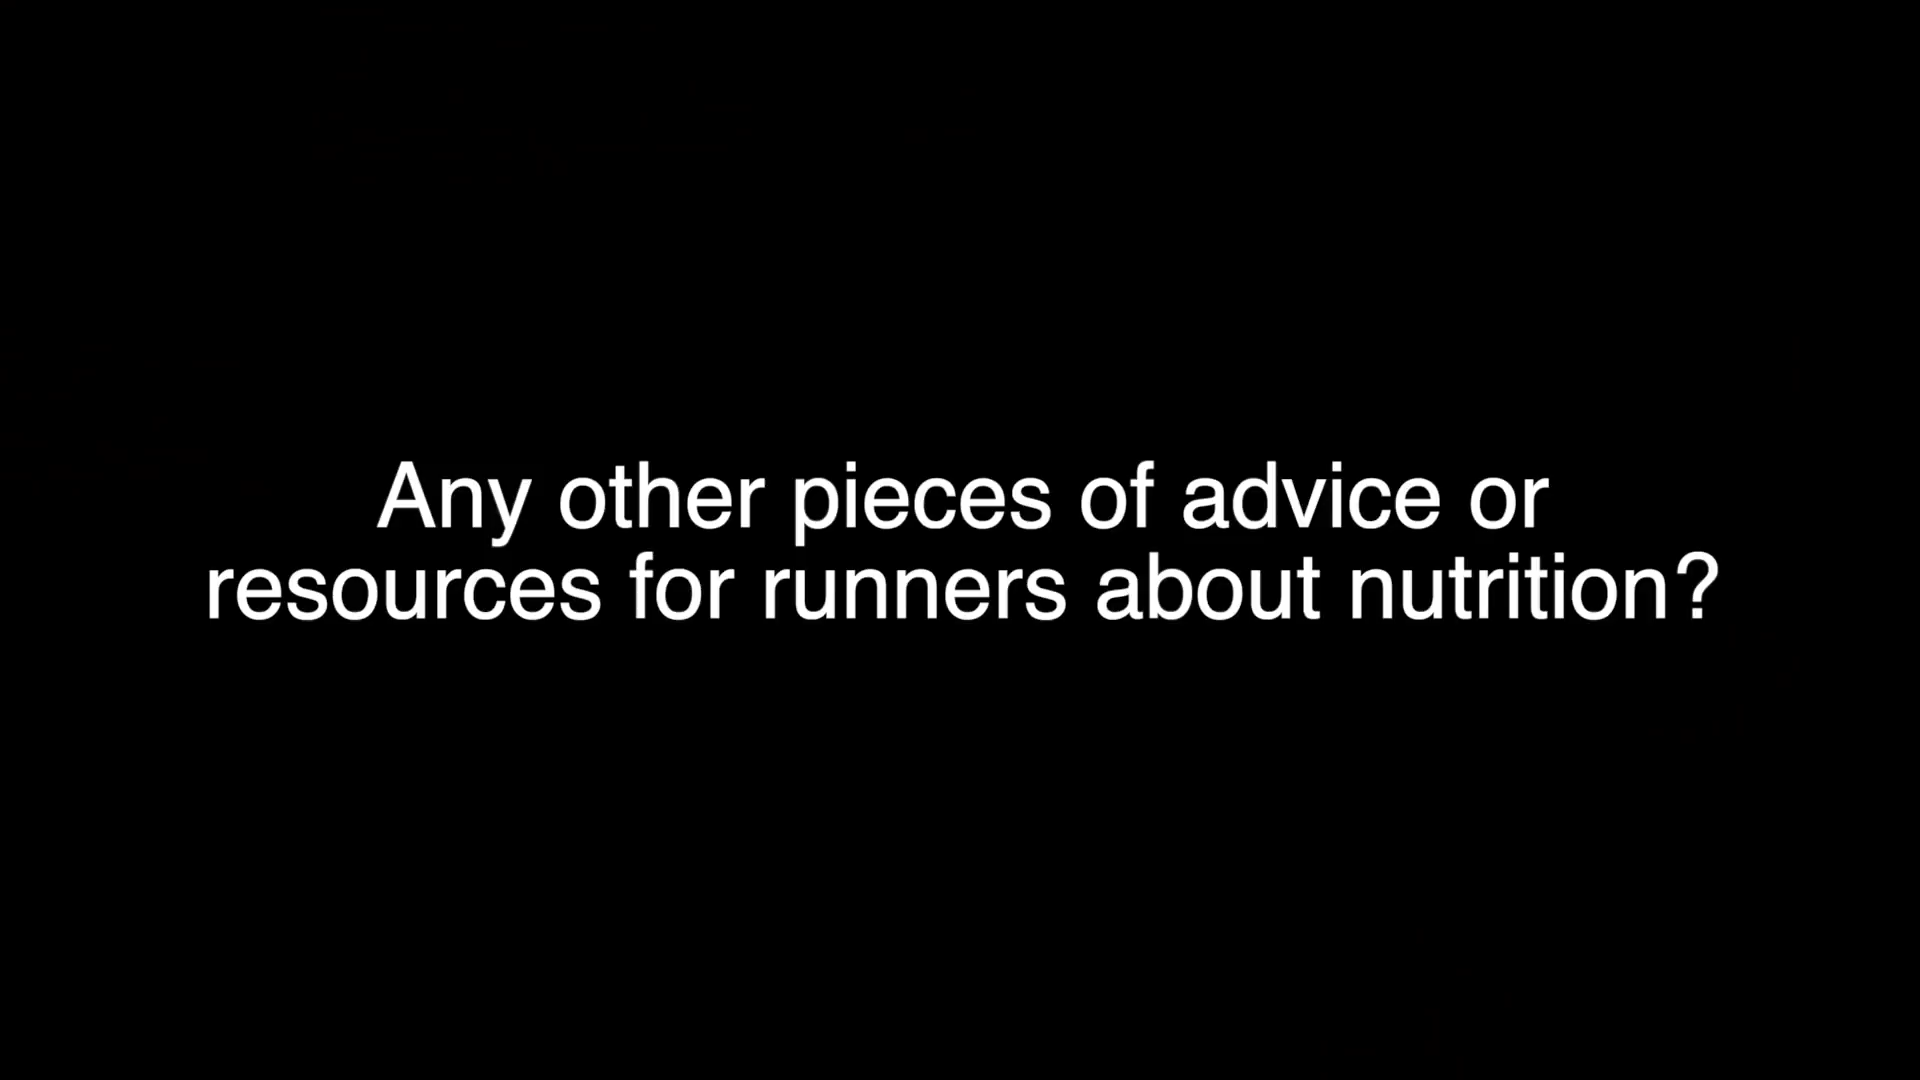 Any other pieces of advice or
resources for runners about nutrition?